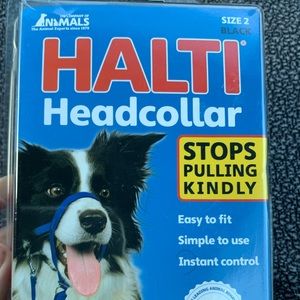 THE COMPANY OF
ANIMALS
The Animal Experts since 1979
SIZE 2
BLACK
HALTI®
Headcollar
STOPS
PULLING
KINDLY
Easy to fit
Simple to use
Instant control